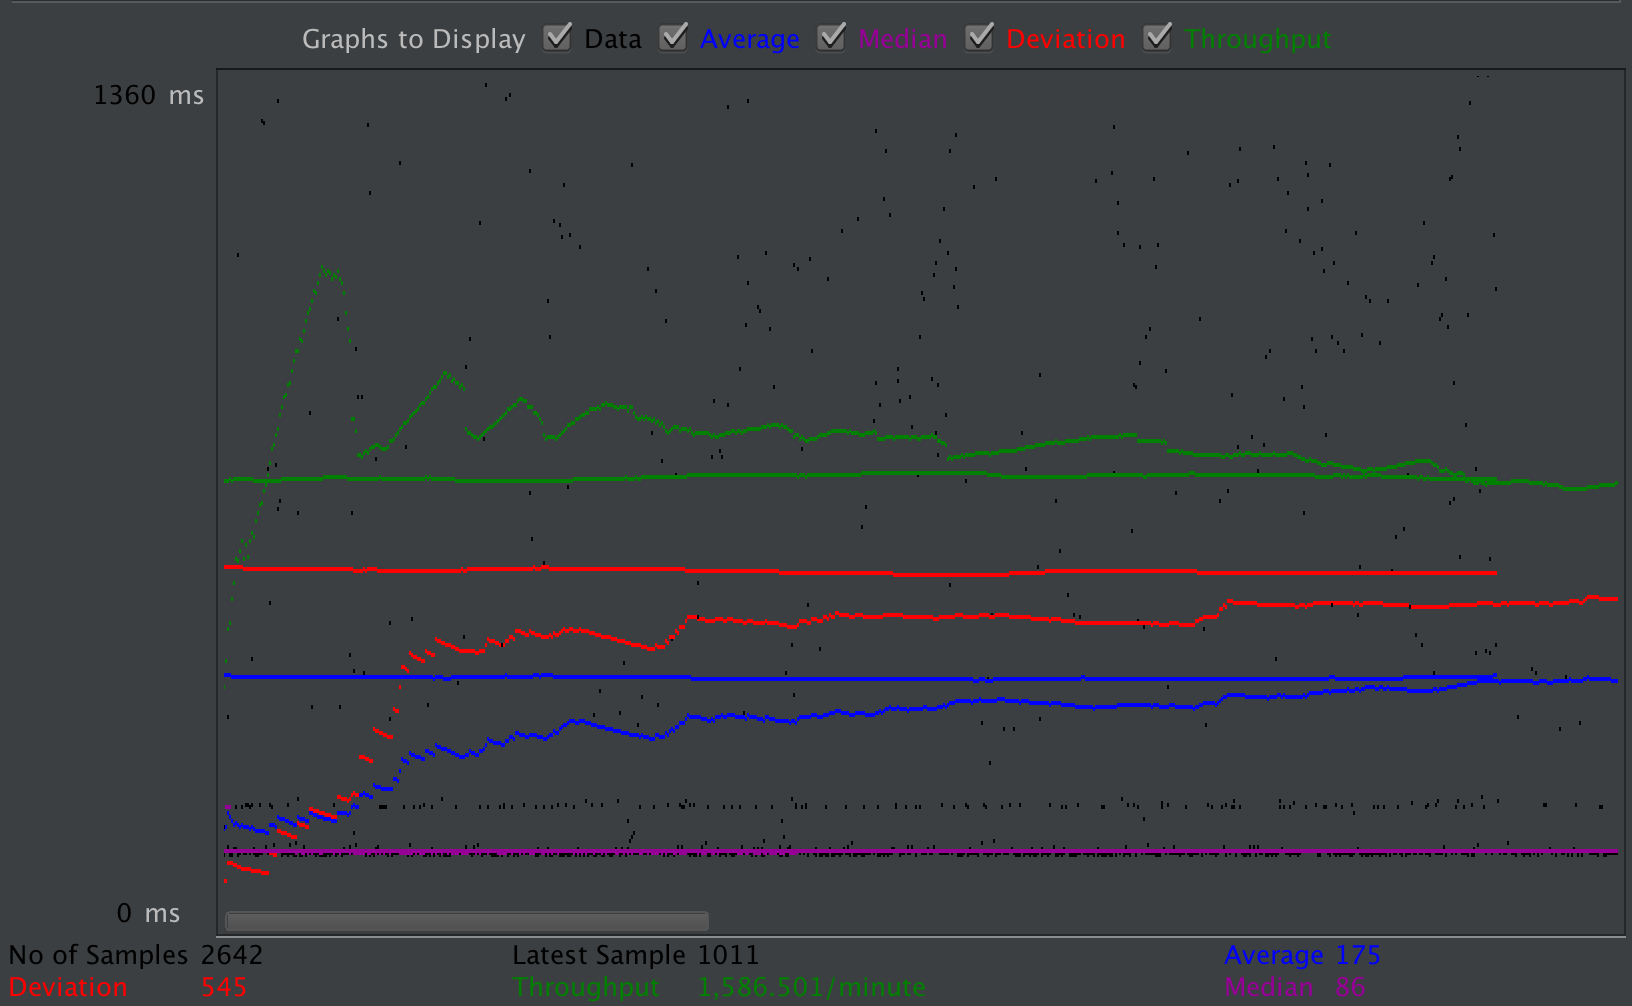 Graphs to Display Data Average Median Deviation Throughput
1360 ms
0 ms
No of Samples 2642 Latest Sample 1011 Average 175
Deviation 545 Throughput 1,586.501/minute Median 86